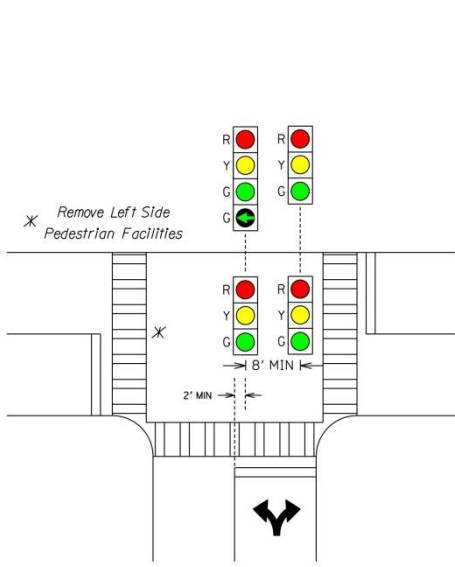 R R
Y Y
G G
G
* Remove Left Side
Pedestrian Facilities
R R
Y Y
* G G
8' MIN
2' MIN